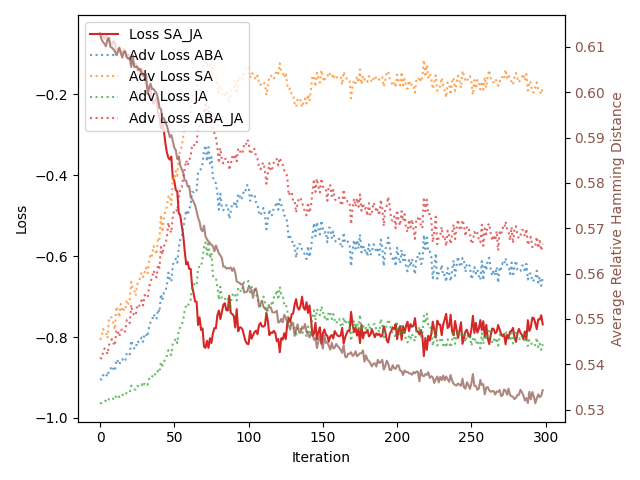 Loss SA_JA
Adv Loss ABA
Adv Loss SA
Adv Loss JA
Adv Loss ABA_JA
−0.2
−0.4
−0.6
−0.8
−1.0
Loss
0
50
100
150
200
250
300
Iteration
0.61
0.60
0.59
0.58
0.57
0.56
0.55
0.54
0.53
Average Relative Hamming Distance